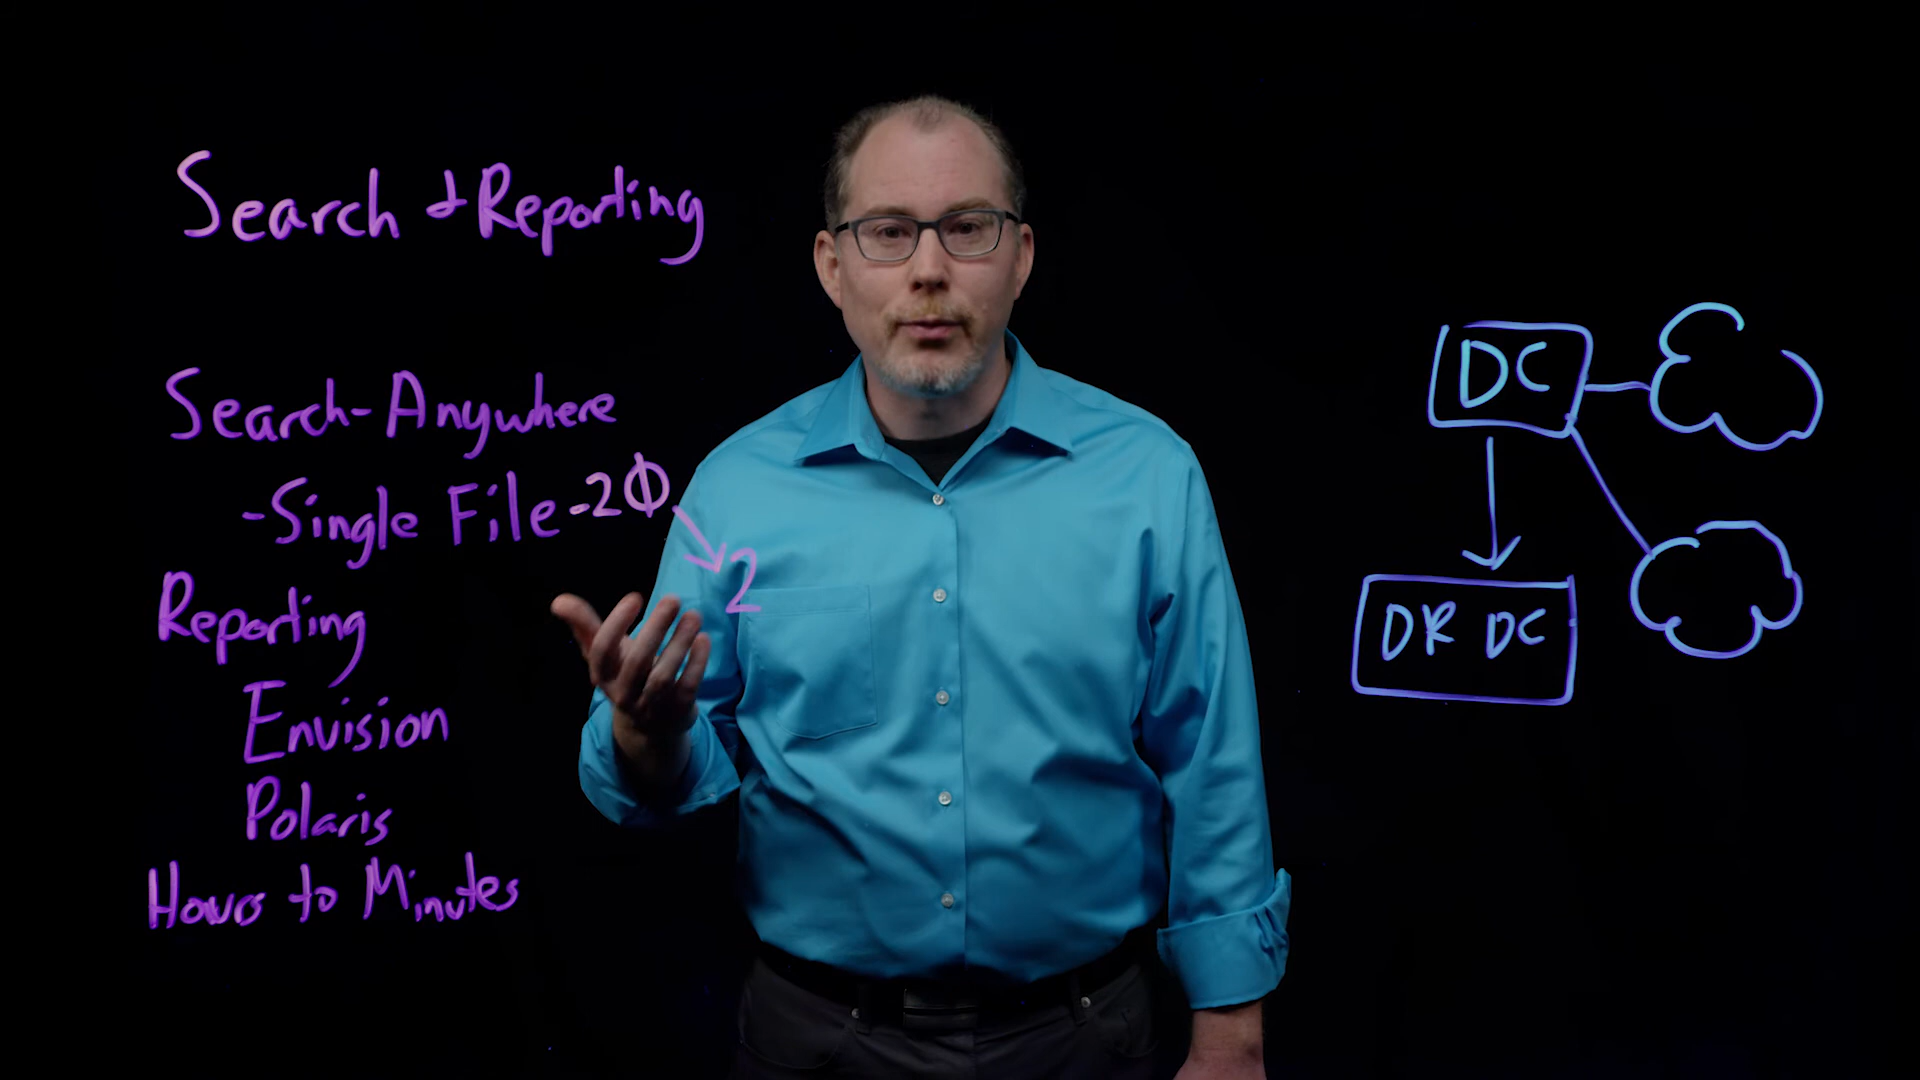 Search & Reporting
Search-Anywhere
-Single File-20
2
Reporting
Envision
Polaris
Hours to Minutes
DC
DR DC